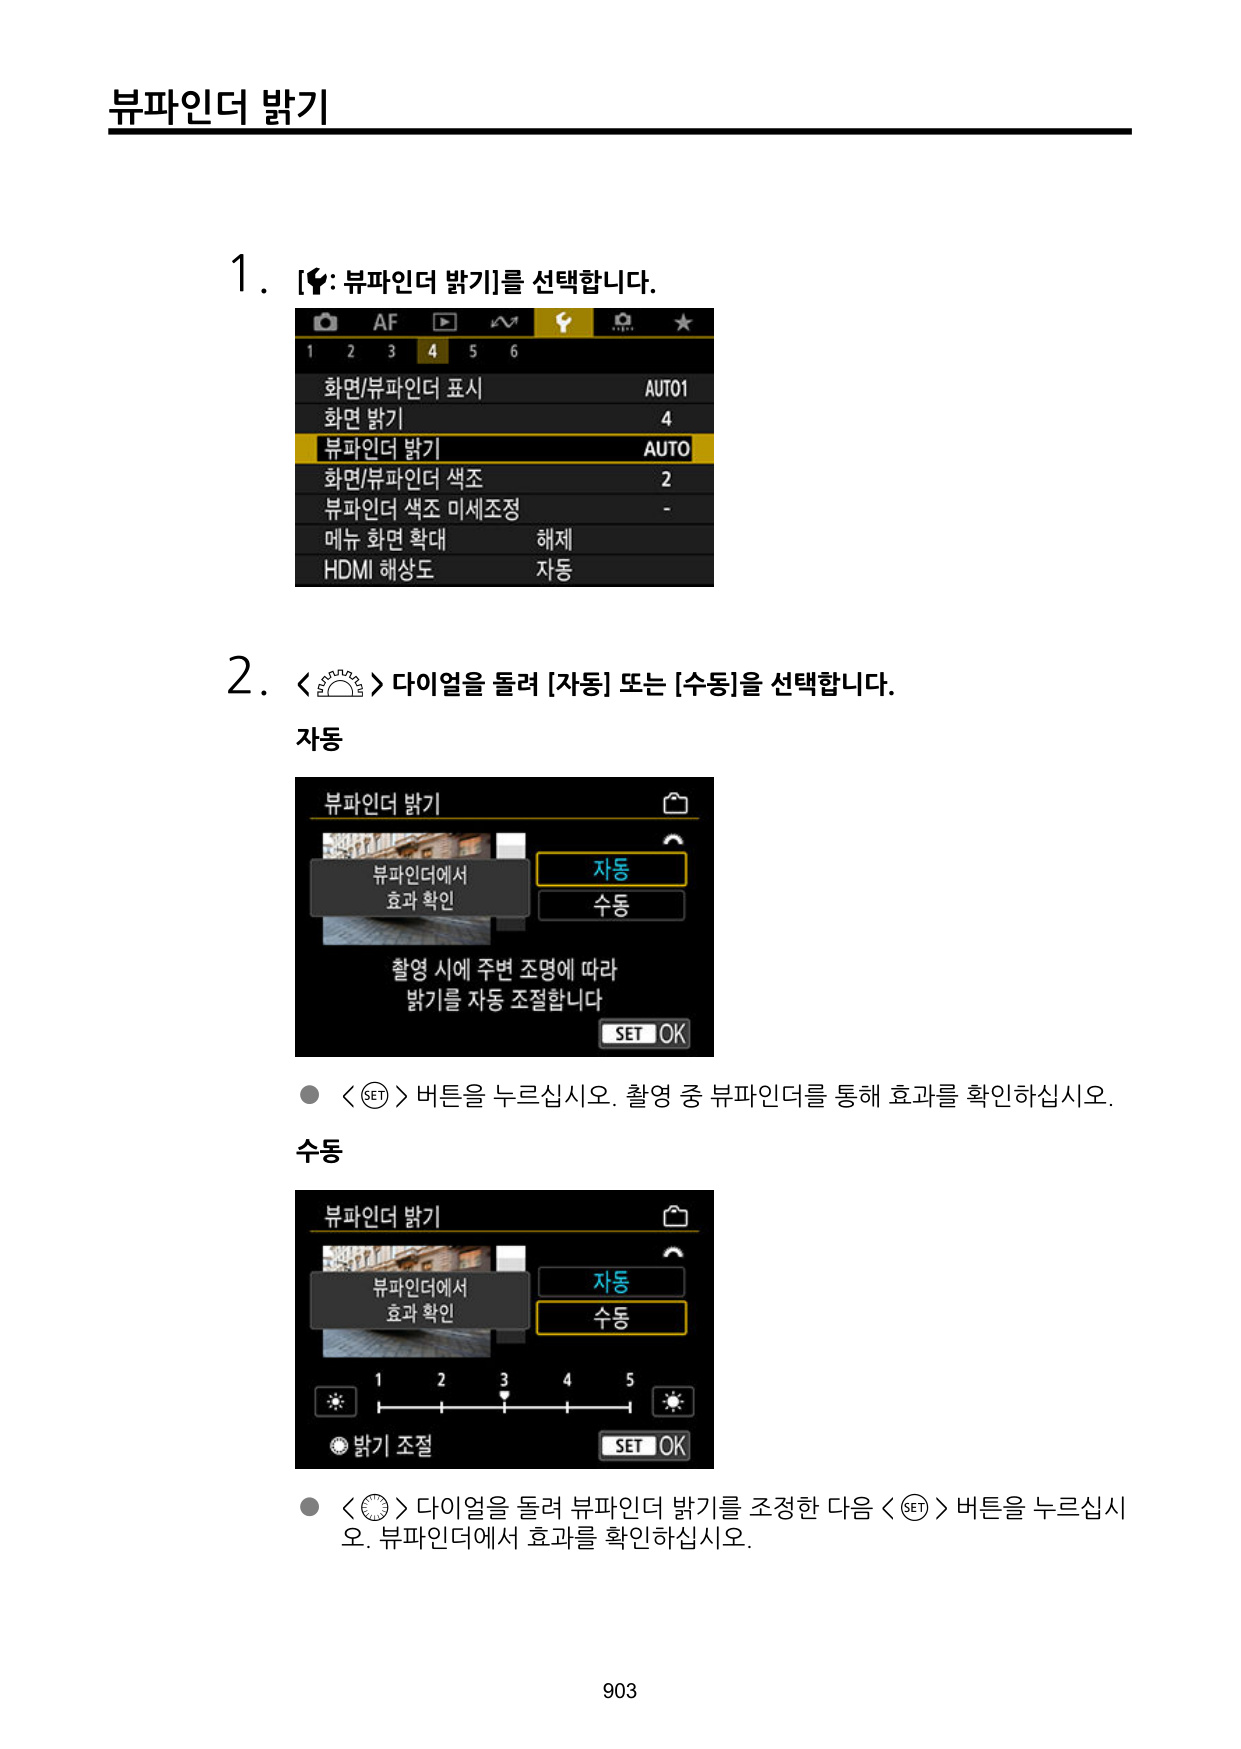 뷰파인더 밝기
1. [: 뷰파인더 밝기]를 선택합니다.
AF
1 2 3 4 5 6
화면/뷰파인더 표시 AUTO1
화면 밝기 4
뷰파인더 밝기 AUTO
화면/뷰파인더 색조 2
뷰파인더 색조 미세조정 -
메뉴 화면 확대 해제
HDMI 해상도 자동
2. < > 다이얼을 돌려 [자동] 또는 [수동]을 선택합니다.
자동
뷰파인더 밝기
뷰파인더에서
효과 확인
자동
수동
촬영 시에 주변 조명에 따라
밝기를 자동 조절합니다
SET OK
● < SET > 버튼을 누르십시오. 촬영 중 뷰파인더를 통해 효과를 확인하십시오.
수동
뷰파인더 밝기
뷰파인더에서
효과 확인
자동
수동
1 2 3 4 5
밝기 조절 SET OK
● < > 다이얼을 돌려 뷰파인더 밝기를 조정한 다음 < SET > 버튼을 누르십시
오. 뷰파인더에서 효과를 확인하십시오.
903